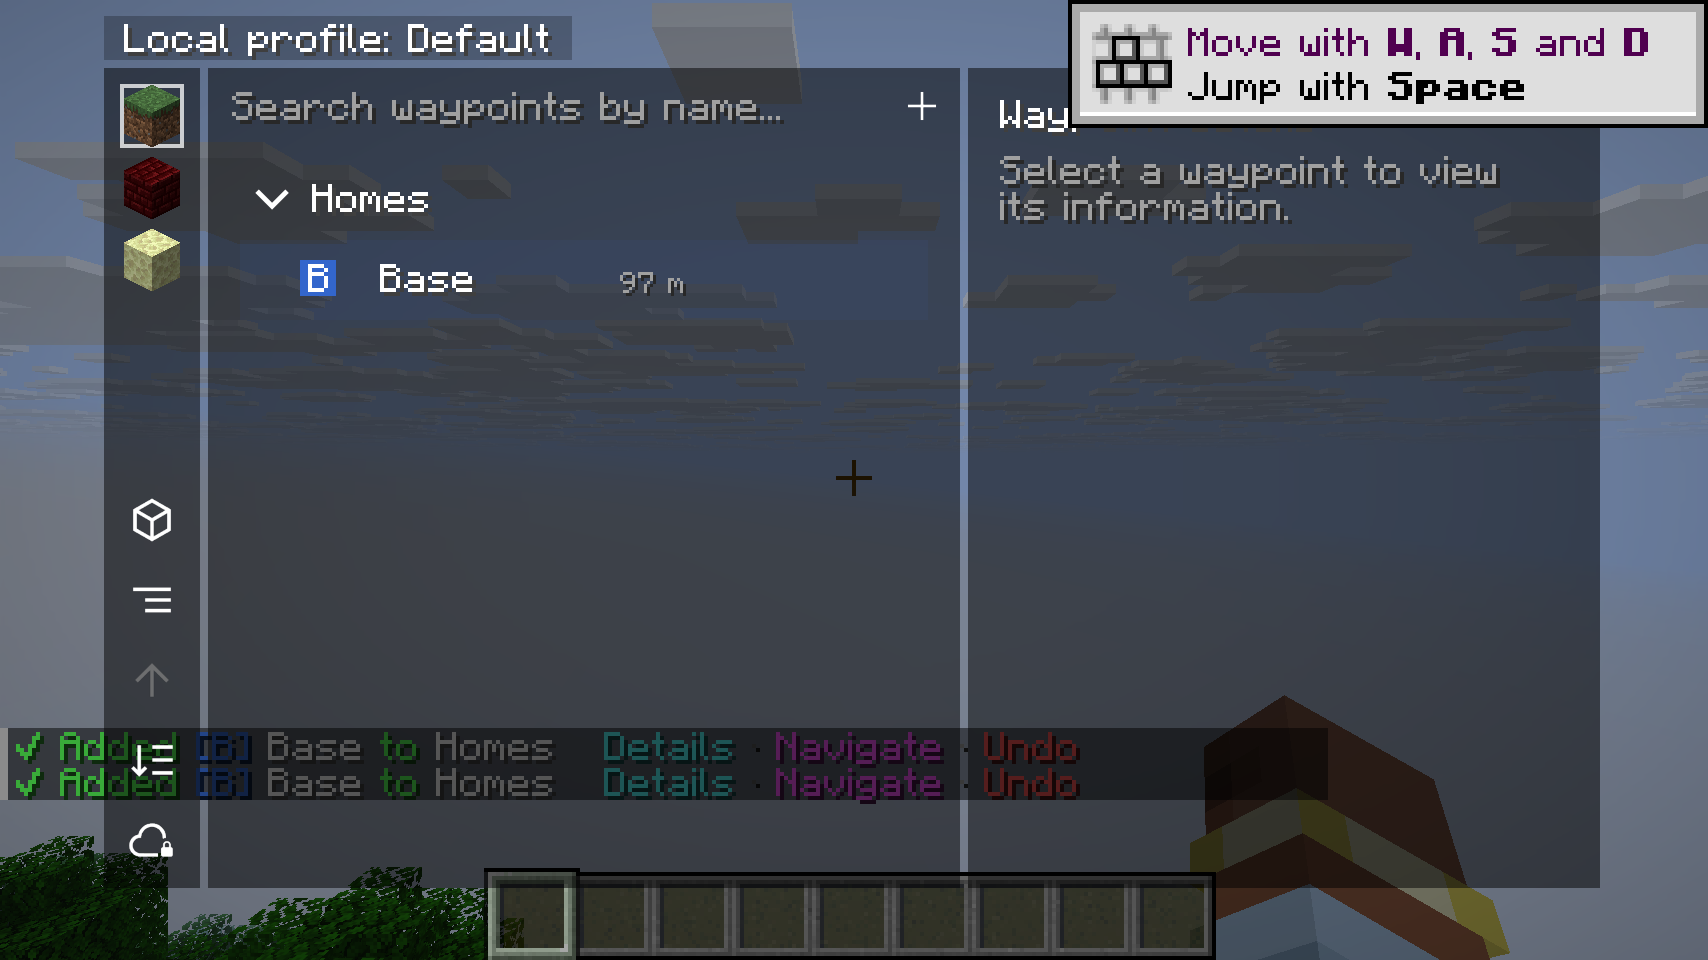 Local profile: Default
Move with W, A, S and D
Jump with Space
Search waypoints by name...
Way
Select a waypoint to view
its information.
Homes
B Base 97 m
✓ Added [B] Base to Homes Details · Navigate · Undo
✓ Added [B] Base to Homes Details · Navigate · Undo